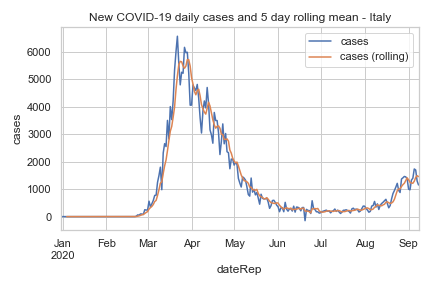 New COVID-19 daily cases and 5 day rolling mean - Italy
cases
cases (rolling)
6000
5000
4000
3000
2000
1000
0
cases
Jan Feb Mar Apr May Jun Jul Aug Sep
2020
dateRep